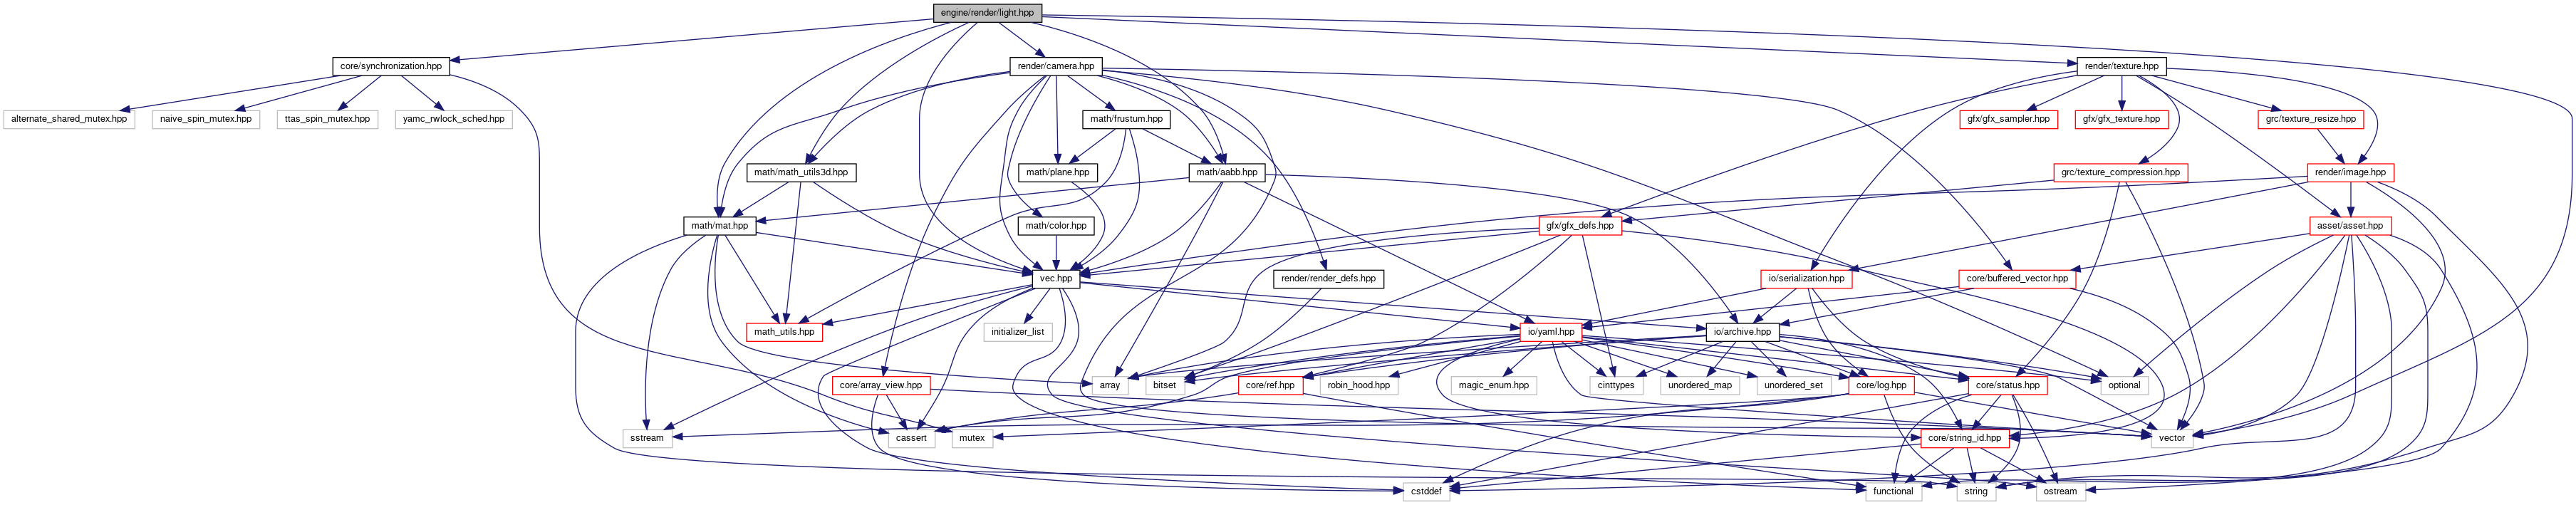 engine/render/light.hpp
core/synchronization.hpp
render/camera.hpp
render/texture.hpp
alternate_shared_mutex.hpp
naive_spin_mutex.hpp
ttas_spin_mutex.hpp
yamc_rwlock_sched.hpp
math/frustum.hpp
gfx/gfx_sampler.hpp
gfx/gfx_texture.hpp
grc/texture_resize.hpp
math/math_utils3d.hpp
math/plane.hpp
math/aabb.hpp
grc/texture_compression.hpp
render/image.hpp
math/mat.hpp
math/color.hpp
gfx/gfx_defs.hpp
asset/asset.hpp
vec.hpp
render/render_defs.hpp
io/serialization.hpp
core/buffered_vector.hpp
math_utils.hpp
initializer_list
io/yaml.hpp
io/archive.hpp
core/array_view.hpp
array
bitset
core/ref.hpp
robin_hood.hpp
magic_enum.hpp
cinttypes
unordered_map
unordered_set
core/log.hpp
core/status.hpp
optional
sstream
cassert
mutex
core/string_id.hpp
vector
cstddef
functional
string
ostream